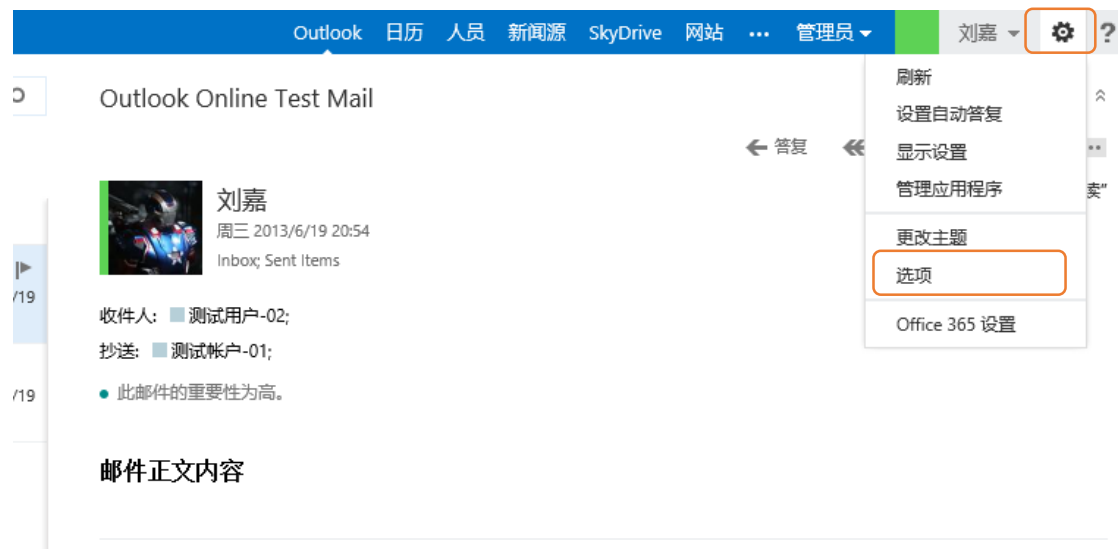 Outlook 日历 人员 新闻源 SkyDrive 网站 ••• 管理员 刘嘉 ?
Outlook Online Test Mail
答复
刘嘉
周三 2013/6/19 20:54
Inbox; Sent Items
收件人: 测试用户-02;
抄送: 测试帐户-01;
此邮件的重要性为高。
邮件正文内容
/19
/19
刷新
设置自动答复
显示设置
管理应用程序
更改主题
选项
Office 365 设置